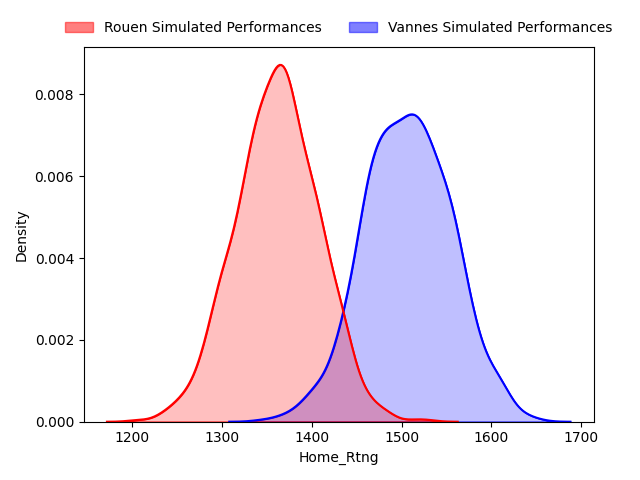 Rouen Simulated Performances Vannes Simulated Performances
0.008
0.006
0.004
0.002
0.000
Density
1200 1300 1400 1500 1600 1700
Home_Rtng